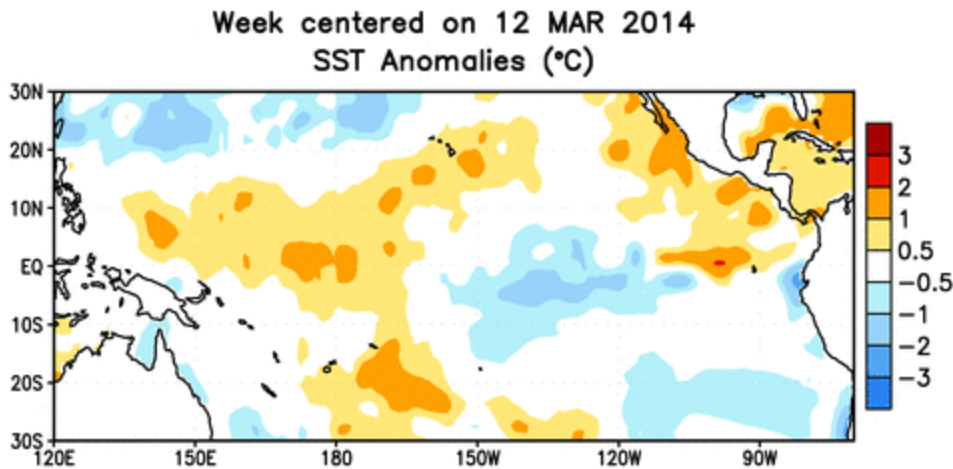 Week centered on 12 MAR 2014
SST Anomalies (°C)
30N
20N
10N
EQ
10S
20S
30S
120E 150E 180 150W 120W 90W
3
2
1
0.5
−0.5
−1
−2
−3